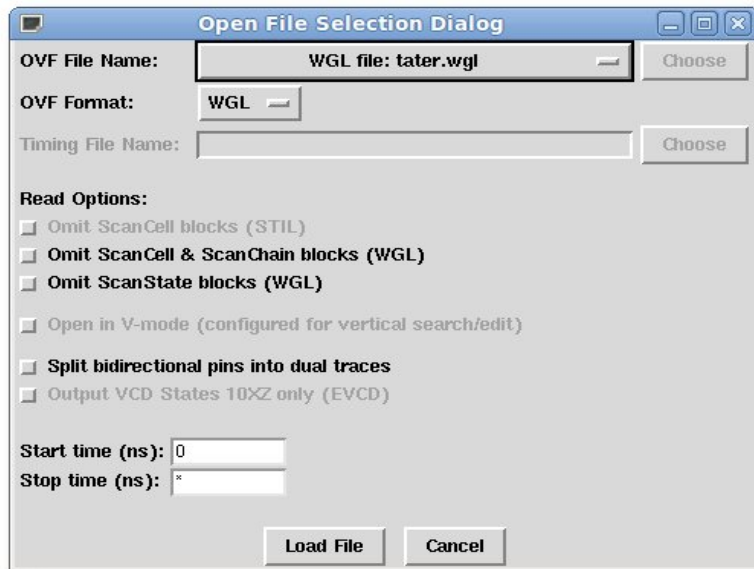 Open File Selection Dialog
OVF File Name: WGL file: tater.wgl Choose
OVF Format: WGL
Timing File Name: Choose
Read Options:
Omit ScanCell blocks (STIL)
Omit ScanCell & ScanChain blocks (WGL)
Omit ScanState blocks (WGL)
Open in V-mode (configured for vertical search/edit)
Split bidirectional pins into dual traces
Output VCD States 10XZ only (EVCD)
Start time (ns): 0
Stop time (ns): *
Load File Cancel